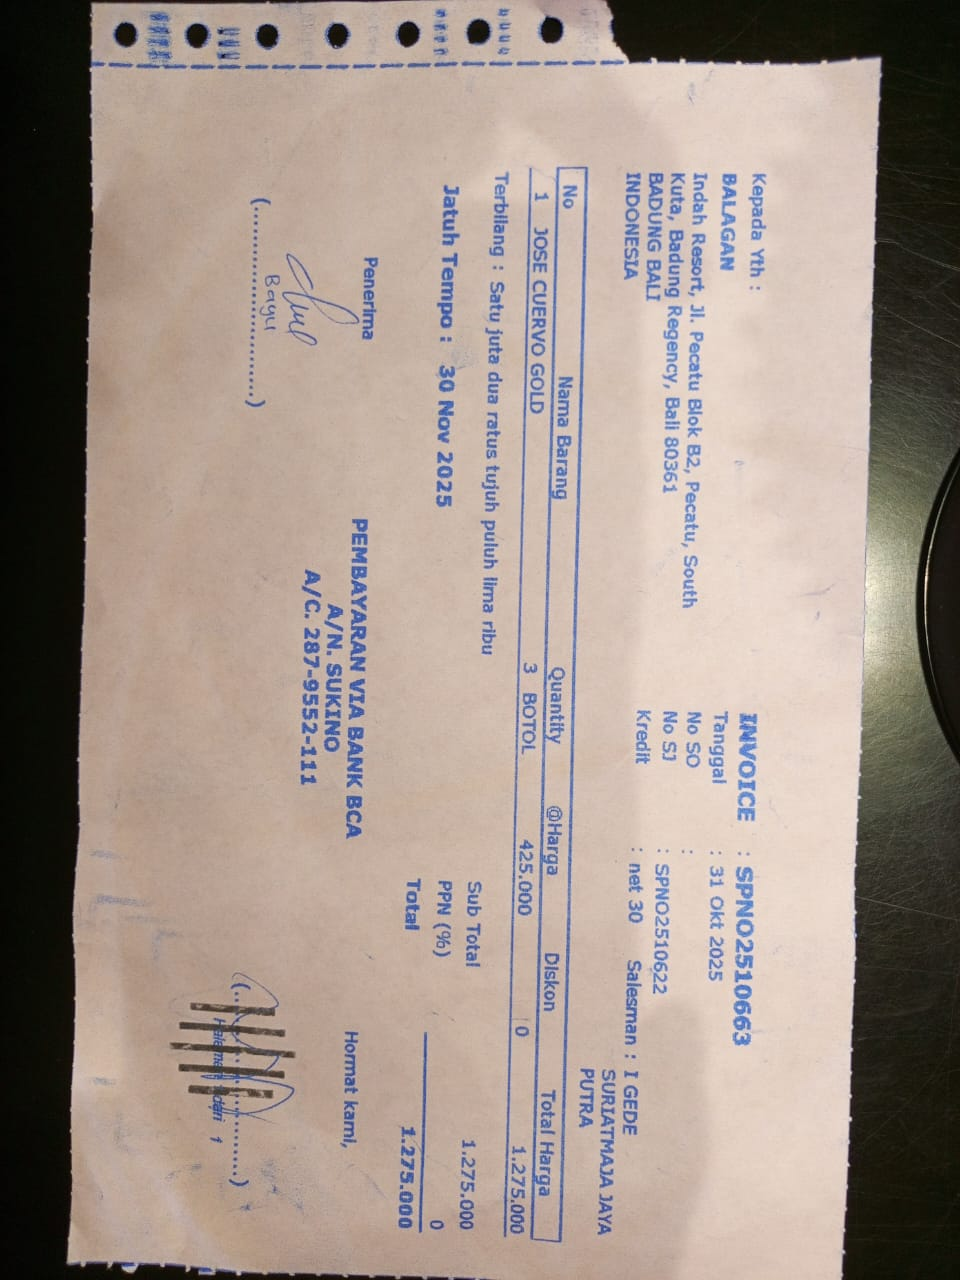 Kepada Yth :
BALAGAN
Indah Resort, Jl. Pecatu Blok B2, Pecatu, South
Kuta, Badung Regency, Bali 80361
BADUNG BALI
INDONESIA
INVOICE : SPNO2510663
Tanggal : 31 Okt 2025
No SO :
No SJ : SPNO2510622
Kredit : net 30 Salesman : I GEDE
SURIATMAJA JAYA
PUTRA
No Nama Barang Quantity @Harga Diskon Total Harga
1 JOSE CUERVO GOLD 3 BOTOL 425.000 0 1.275.000
Terbilang : Satu juta dua ratus tujuh puluh lima ribu
Sub Total 1.275.000
PPN (%) 0
Total 1.275.000
Jatuh Tempo : 30 Nov 2025
Penerima
Bayu
(..........................)
PEMBAYARAN VIA BANK BCA
A/N. SUKINO
A/C. 287-9552-111
Hormat kami,
(..........................)
Halaman 1 dari 1